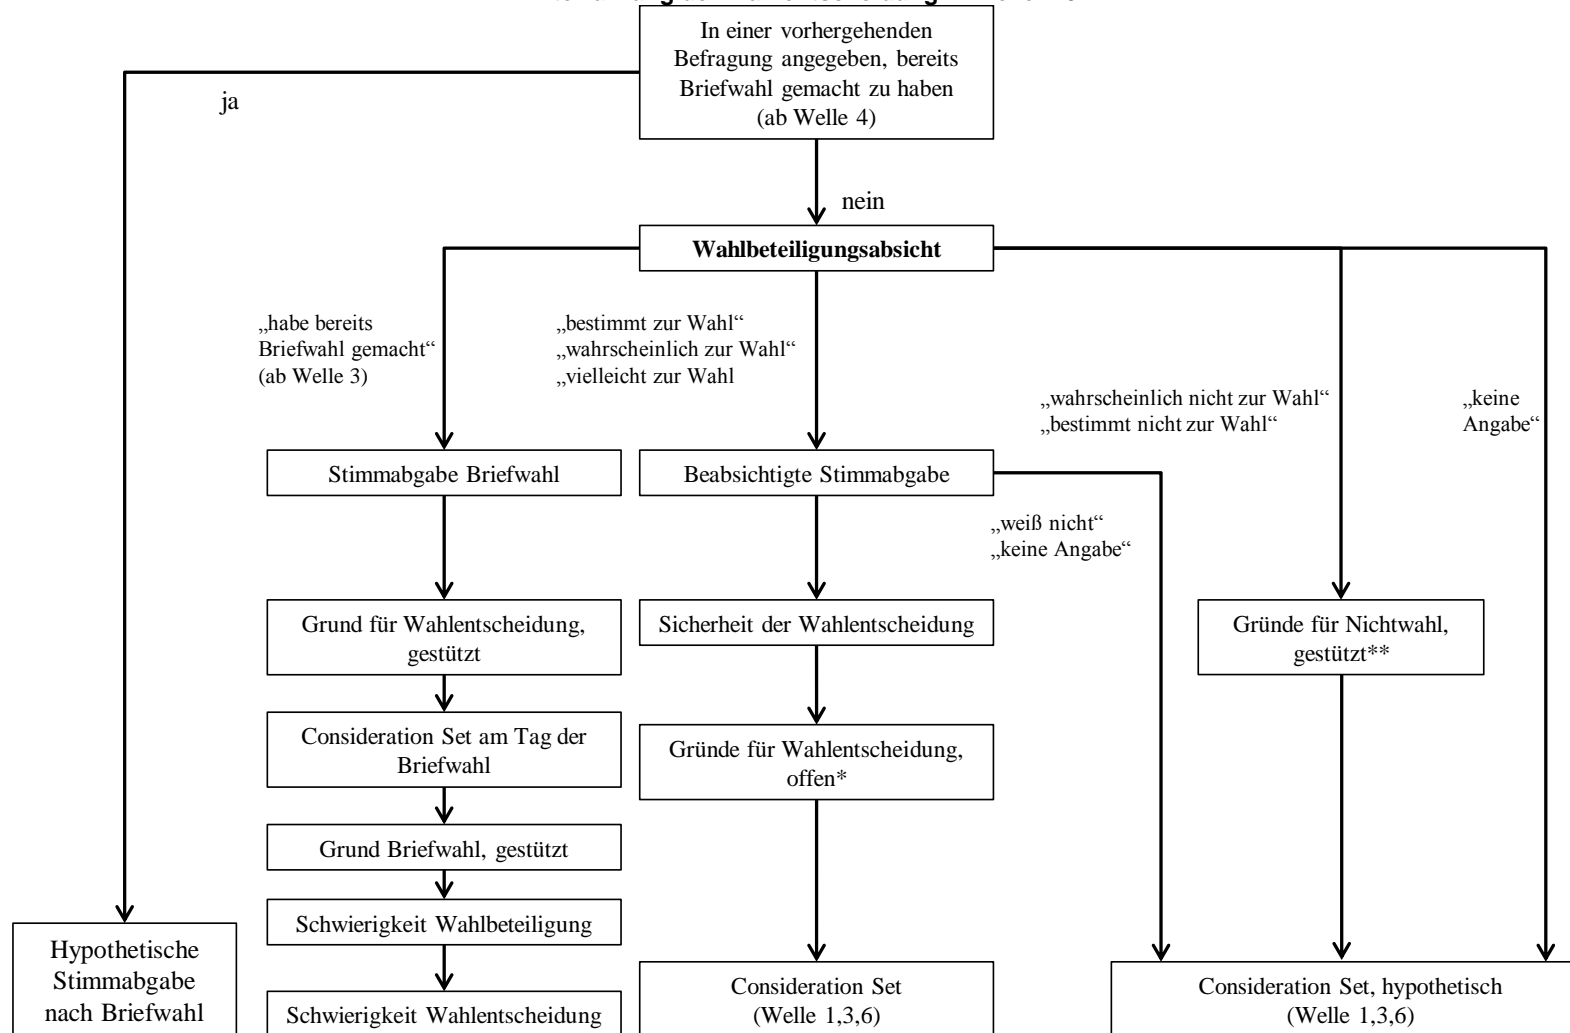 In einer vorhergehenden
Befragung angegeben, bereits
Briefwahl gemacht zu haben
(ab Welle 4)
ja
nein
Wahlbeteiligungsabsicht
„habe bereits
Briefwahl gemacht“
(ab Welle 3)
„bestimmt zur Wahl“
„wahrscheinlich zur Wahl“
„vielleicht zur Wahl
„wahrscheinlich nicht zur Wahl“
„bestimmt nicht zur Wahl“
„keine
Angabe“
Stimmabgabe Briefwahl
Beabsichtigte Stimmabgabe
„weiß nicht“
„keine Angabe“
Grund für Wahlentscheidung,
gestützt
Sicherheit der Wahlentscheidung
Gründe für Nichtwahl,
gestützt**
Consideration Set am Tag der
Briefwahl
Gründe für Wahlentscheidung,
offen*
Grund Briefwahl, gestützt
Schwierigkeit Wahlbeteiligung
Hypothetische
Stimmabgabe
nach Briefwahl
Schwierigkeit Wahlentscheidung
Consideration Set
(Welle 1,3,6)
Consideration Set, hypothetisch
(Welle 1,3,6)